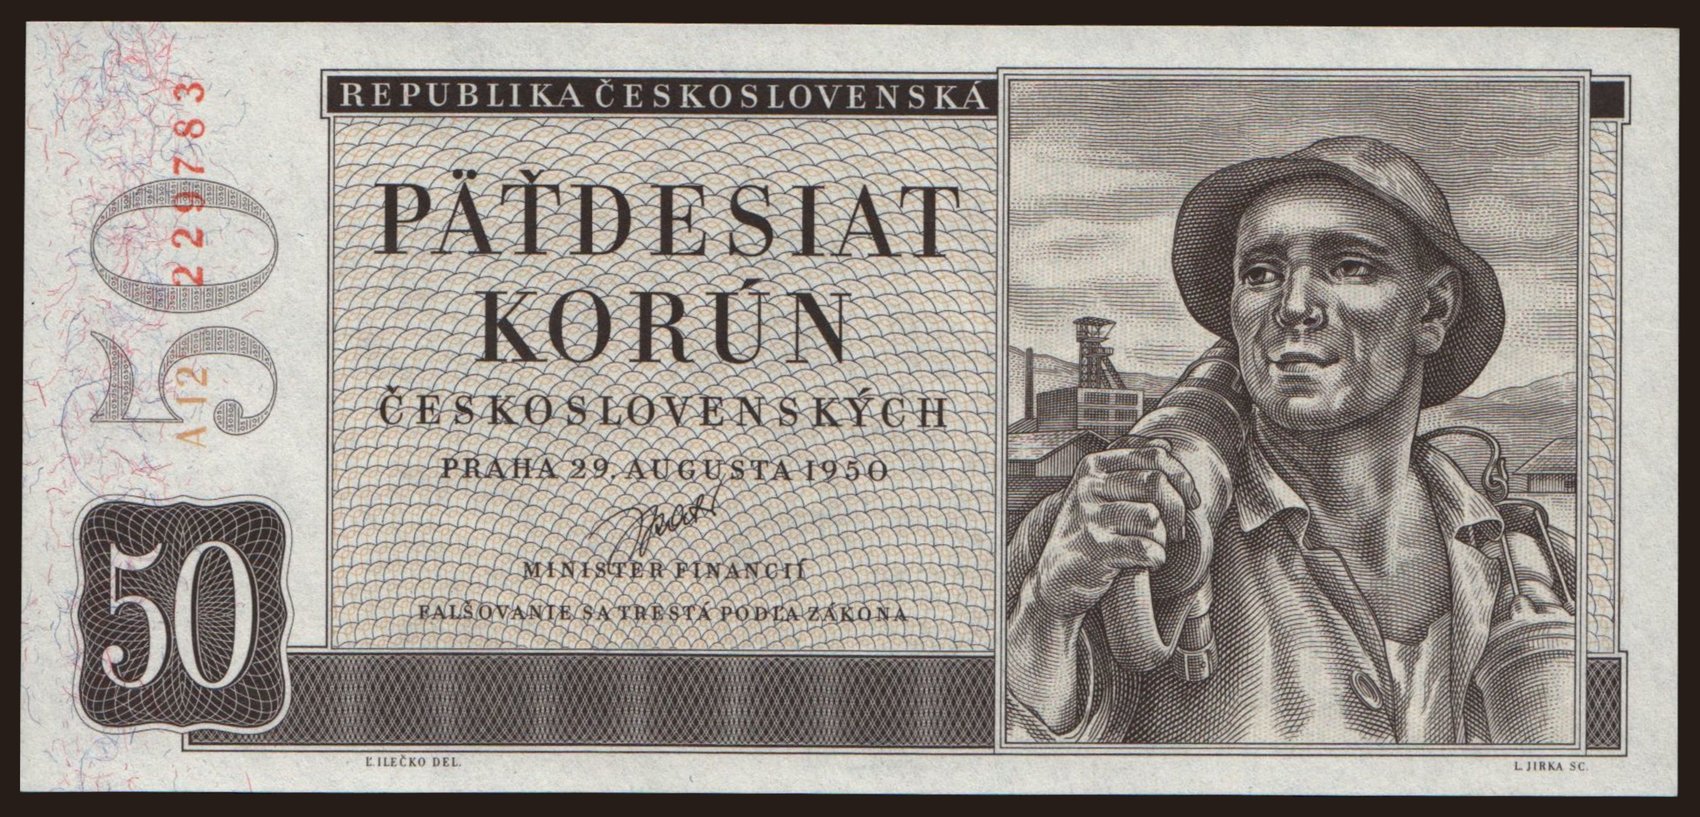 REPUBLIKA ČESKOSLOVENSKÁ
229783
50
A12
PÄŤDESIAT
KORÚN
ČESKOSLOVENSKÝCH
PRAHA 29. AUGUSTA 1950
MINISTER FINANCIÍ
FALŠOVANIE SA TRESTÁ PODĽA ZÁKONA
50
Ľ. ILEČKO DEL.
L. JIRKA SC.